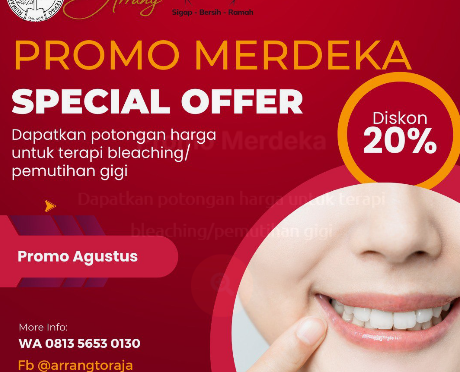 Sigap - Bersih - Ramah
PROMO MERDEKA
SPECIAL OFFER
Diskon
20%
Dapatkan potongan harga
untuk terapi bleaching/
pemutihan gigi
Merdeka
Dapatkan potongan harga untuk terapi
bleaching/pemutihan gigi
Promo Agustus
More Info:
WA 0813 5653 0130
Fb @arrangtoraja